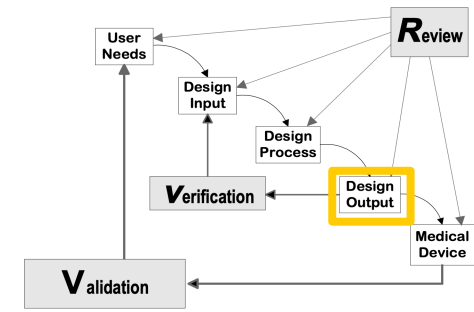 Review
User
Needs
Design
Input
Design
Process
Verification
Design
Output
Medical
Device
Validation